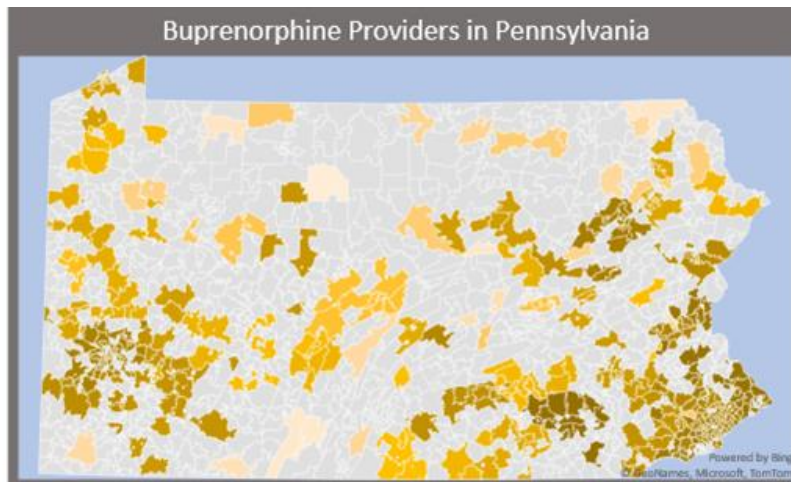 Buprenorphine Providers in Pennsylvania
Powered by Bing
© GeoNames, Microsoft, TomTom